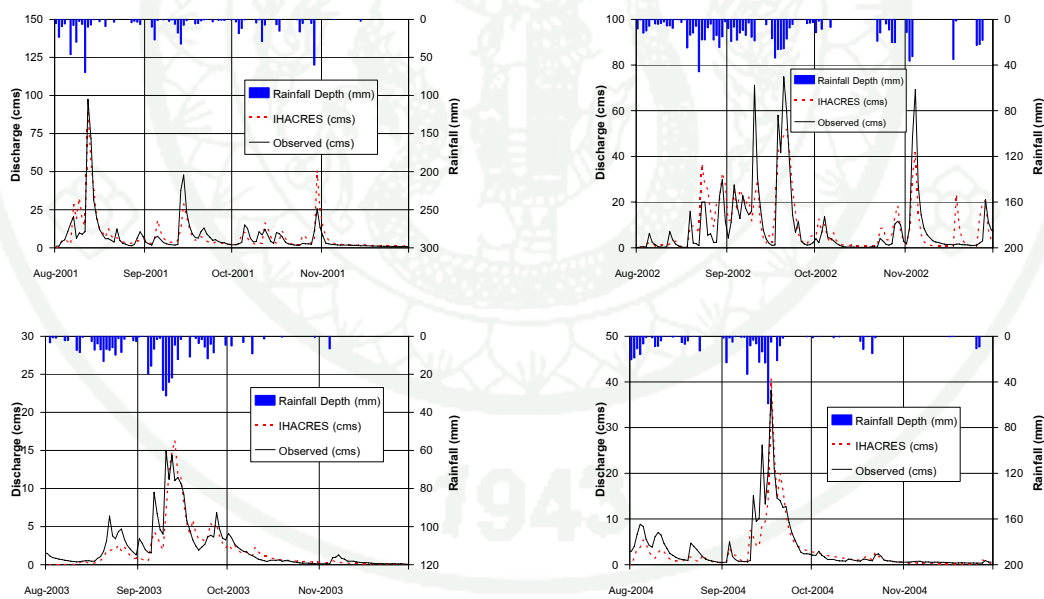 150 0
125 50
100 100
75 150
50 200
25 250
0 300
Discharge (cms)
Rainfall (mm)
Rainfall Depth (mm)
IHACRES (cms)
Observed (cms)
Aug-2001 Sep-2001 Oct-2001 Nov-2001
100 0
80 40
60 80
40 120
20 160
0 200
Discharge (cms)
Rainfall (mm)
Rainfall Depth (mm)
IHACRES (cms)
Observed (cms)
Aug-2002 Sep-2002 Oct-2002 Nov-2002
30 0
25 20
20 40
15 60
10 80
5 100
0 120
Discharge (cms)
Rainfall (mm)
Rainfall Depth (mm)
IHACRES (cms)
Observed (cms)
Aug-2003 Sep-2003 Oct-2003 Nov-2003
50 0
40 40
30 80
20 120
10 160
0 200
Discharge (cms)
Rainfall (mm)
Rainfall Depth (mm)
IHACRES (cms)
Observed (cms)
Aug-2004 Sep-2004 Oct-2004 Nov-2004
1943